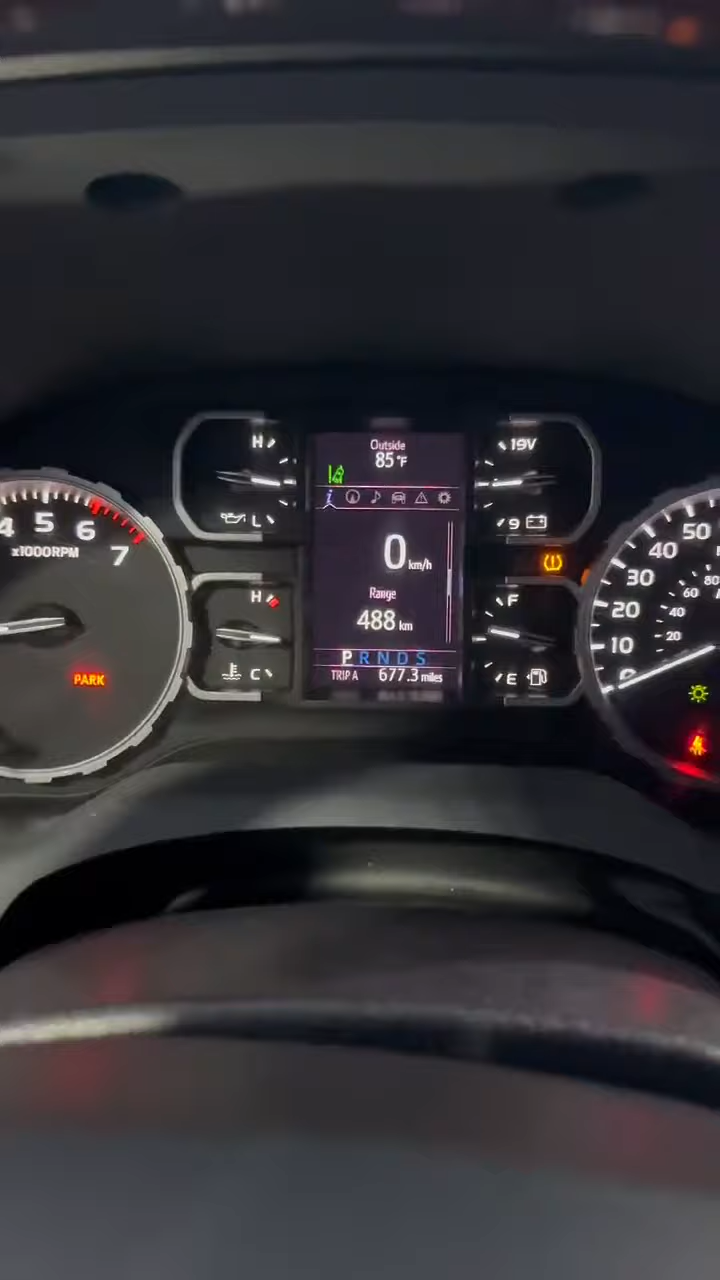 4 5 6 7
x1000RPM
PARK
H
L
H
C
Outside
85°F
0 km/h
Range
488 km
P R N D S
TRIP A 677.3 miles
19V
9
F
E
50
40
30
20
10
0
80
60
40
20